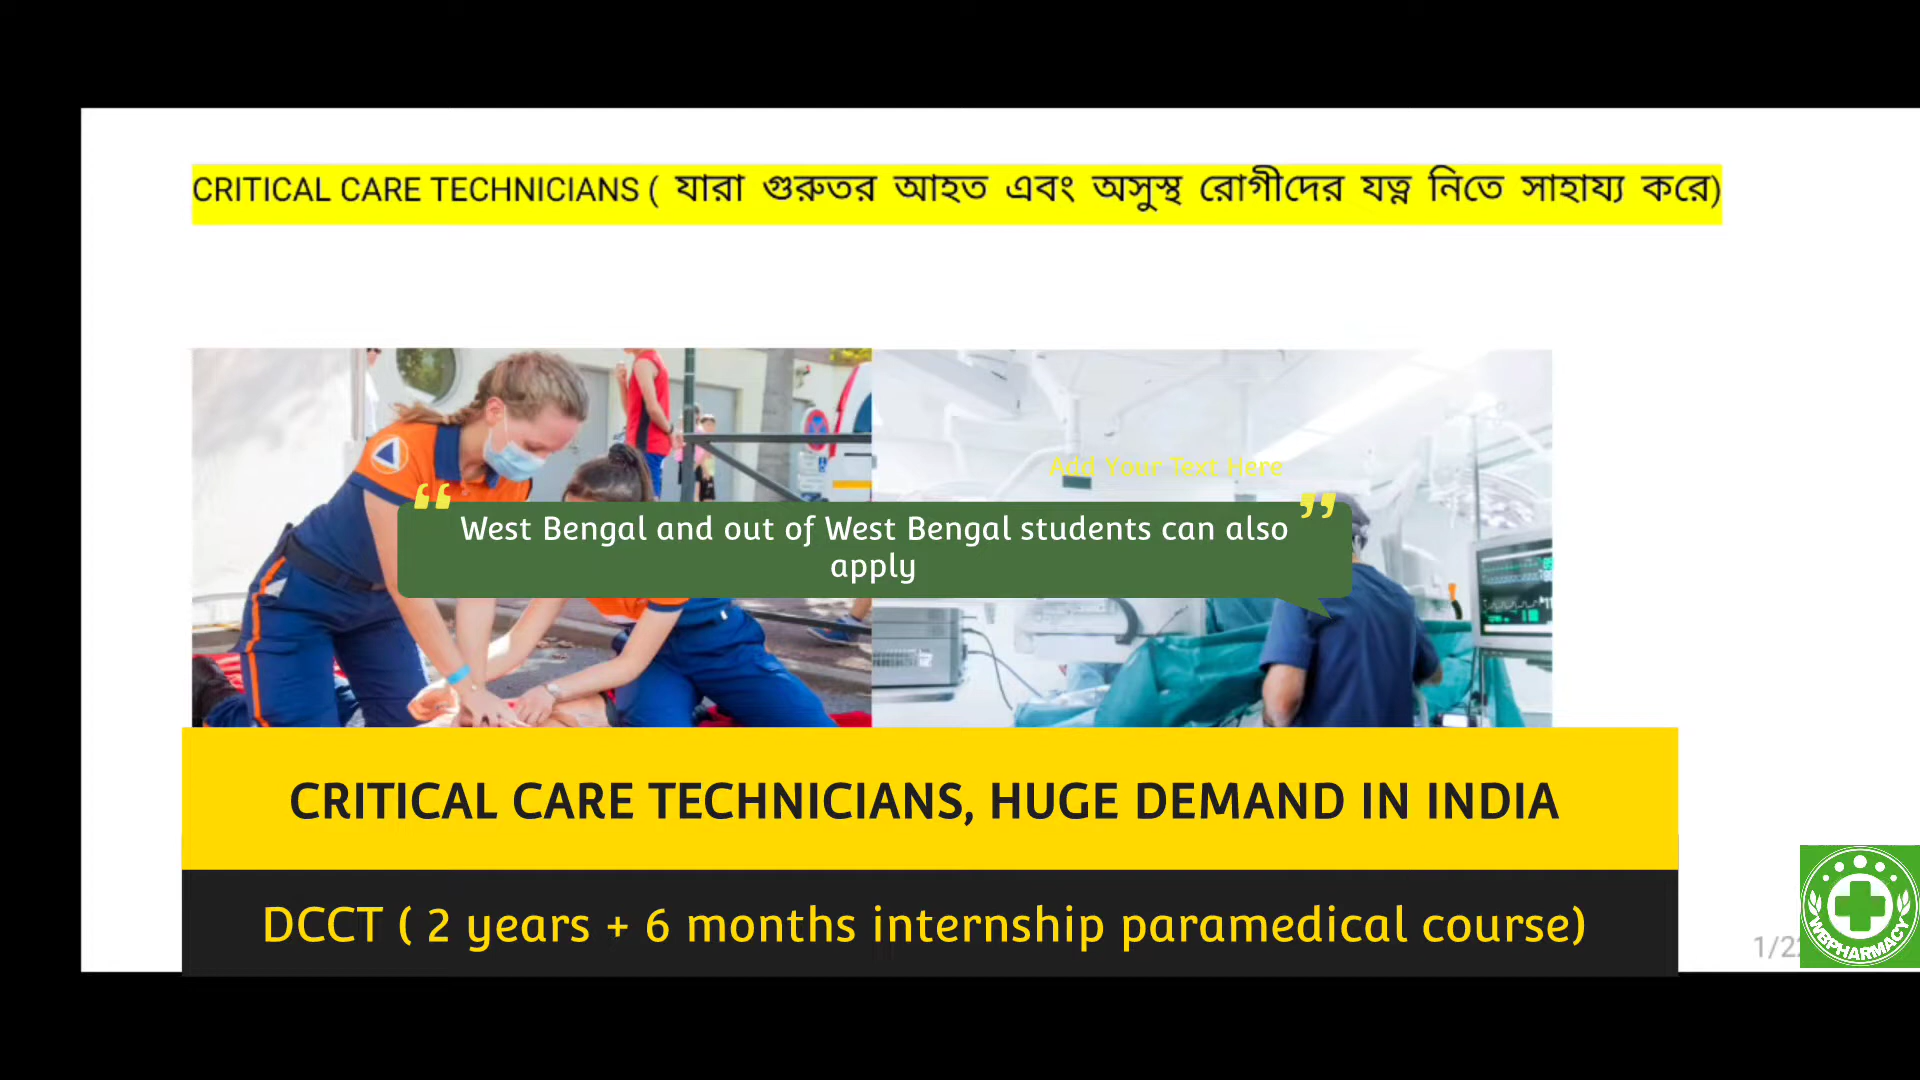 CRITICAL CARE TECHNICIANS ( যারা গুরুতর আহত এবং অসুস্থ রোগীদের যত্ন নিতে সাহায্য করে)
Add Your Text Here
“ West Bengal and out of West Bengal students can also ”
apply
CRITICAL CARE TECHNICIANS, HUGE DEMAND IN INDIA
DCCT ( 2 years + 6 months internship paramedical course)
WBPHARMACY